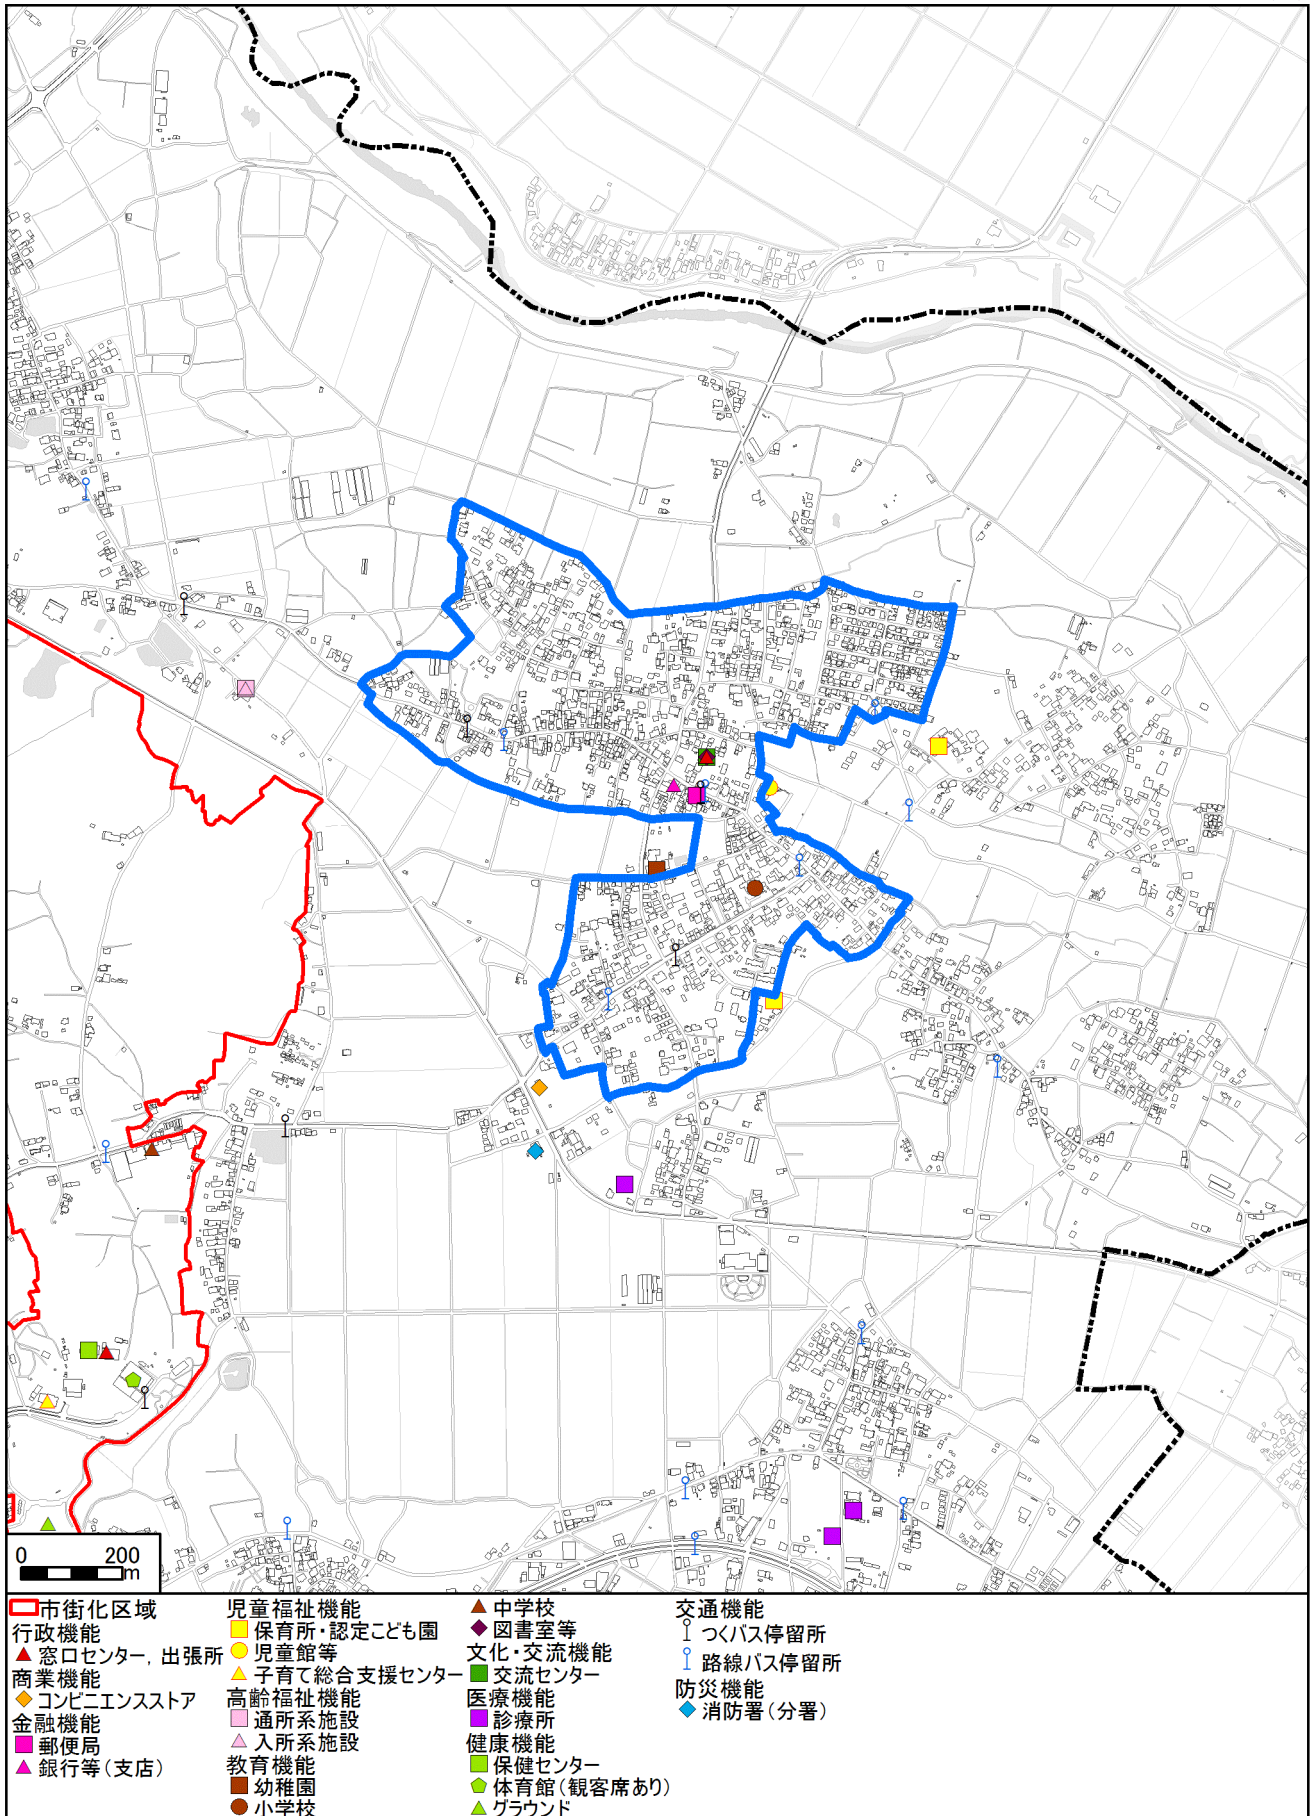 0 200
m
市街化区域
行政機能
窓口センター, 出張所
商業機能
コンビニエンスストア
金融機能
郵便局
銀行等(支店)
児童福祉機能
保育所・認定こども園
児童館等
子育て総合支援センター
高齢福祉機能
通所系施設
入所系施設
教育機能
幼稚園
小学校
中学校
図書室等
文化・交流機能
交流センター
医療機能
診療所
健康機能
保健センター
体育館(観客席あり)
グラウンド
交通機能
つくバス停留所
路線バス停留所
防災機能
消防署(分署)